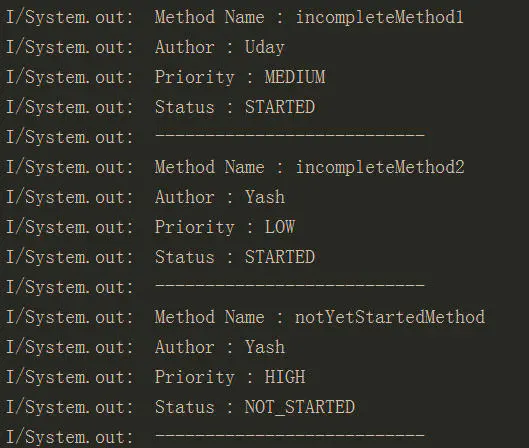 I/System.out:  Method Name : incompleteMethod1
I/System.out:  Author : Uday
I/System.out:  Priority : MEDIUM
I/System.out:  Status : STARTED
I/System.out:  ---------------------------
I/System.out:  Method Name : incompleteMethod2
I/System.out:  Author : Yash
I/System.out:  Priority : LOW
I/System.out:  Status : STARTED
I/System.out:  ---------------------------
I/System.out:  Method Name : notYetStartedMethod
I/System.out:  Author : Yash
I/System.out:  Priority : HIGH
I/System.out:  Status : NOT_STARTED
I/System.out:  ---------------------------